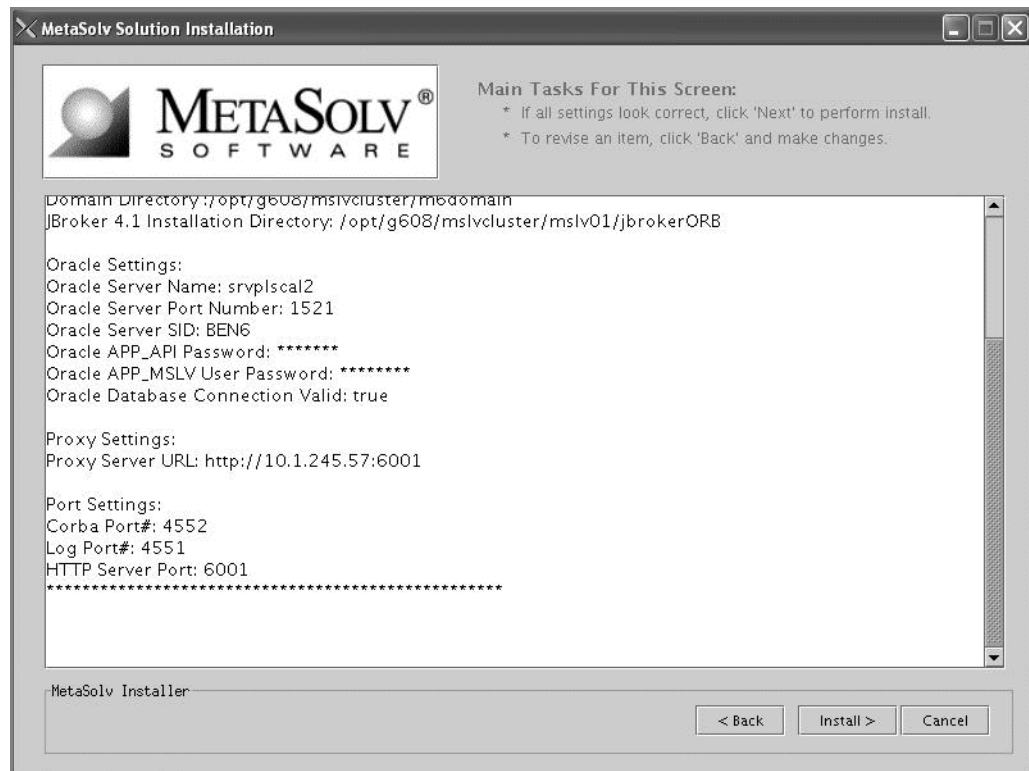 MetaSolv Solution Installation
METASOLV®
SOFTWARE
Main Tasks For This Screen:
* If all settings look correct, click 'Next' to perform install.
* To revise an item, click 'Back' and make changes.
Domain Directory :/opt/g608/mslvcluster/m6domain
JBroker 4.1 Installation Directory: /opt/g608/mslvcluster/mslv01/jbrokerORB
Oracle Settings:
Oracle Server Name: srvplscal2
Oracle Server Port Number: 1521
Oracle Server SID: BEN6
Oracle APP_API Password: *******
Oracle APP_MSLV User Password: ********
Oracle Database Connection Valid: true
Proxy Settings:
Proxy Server URL: http://10.1.245.57:6001
Port Settings:
Corba Port#: 4552
Log Port#: 4551
HTTP Server Port: 6001
***************************************************
MetaSolv Installer
< Back
Install >
Cancel